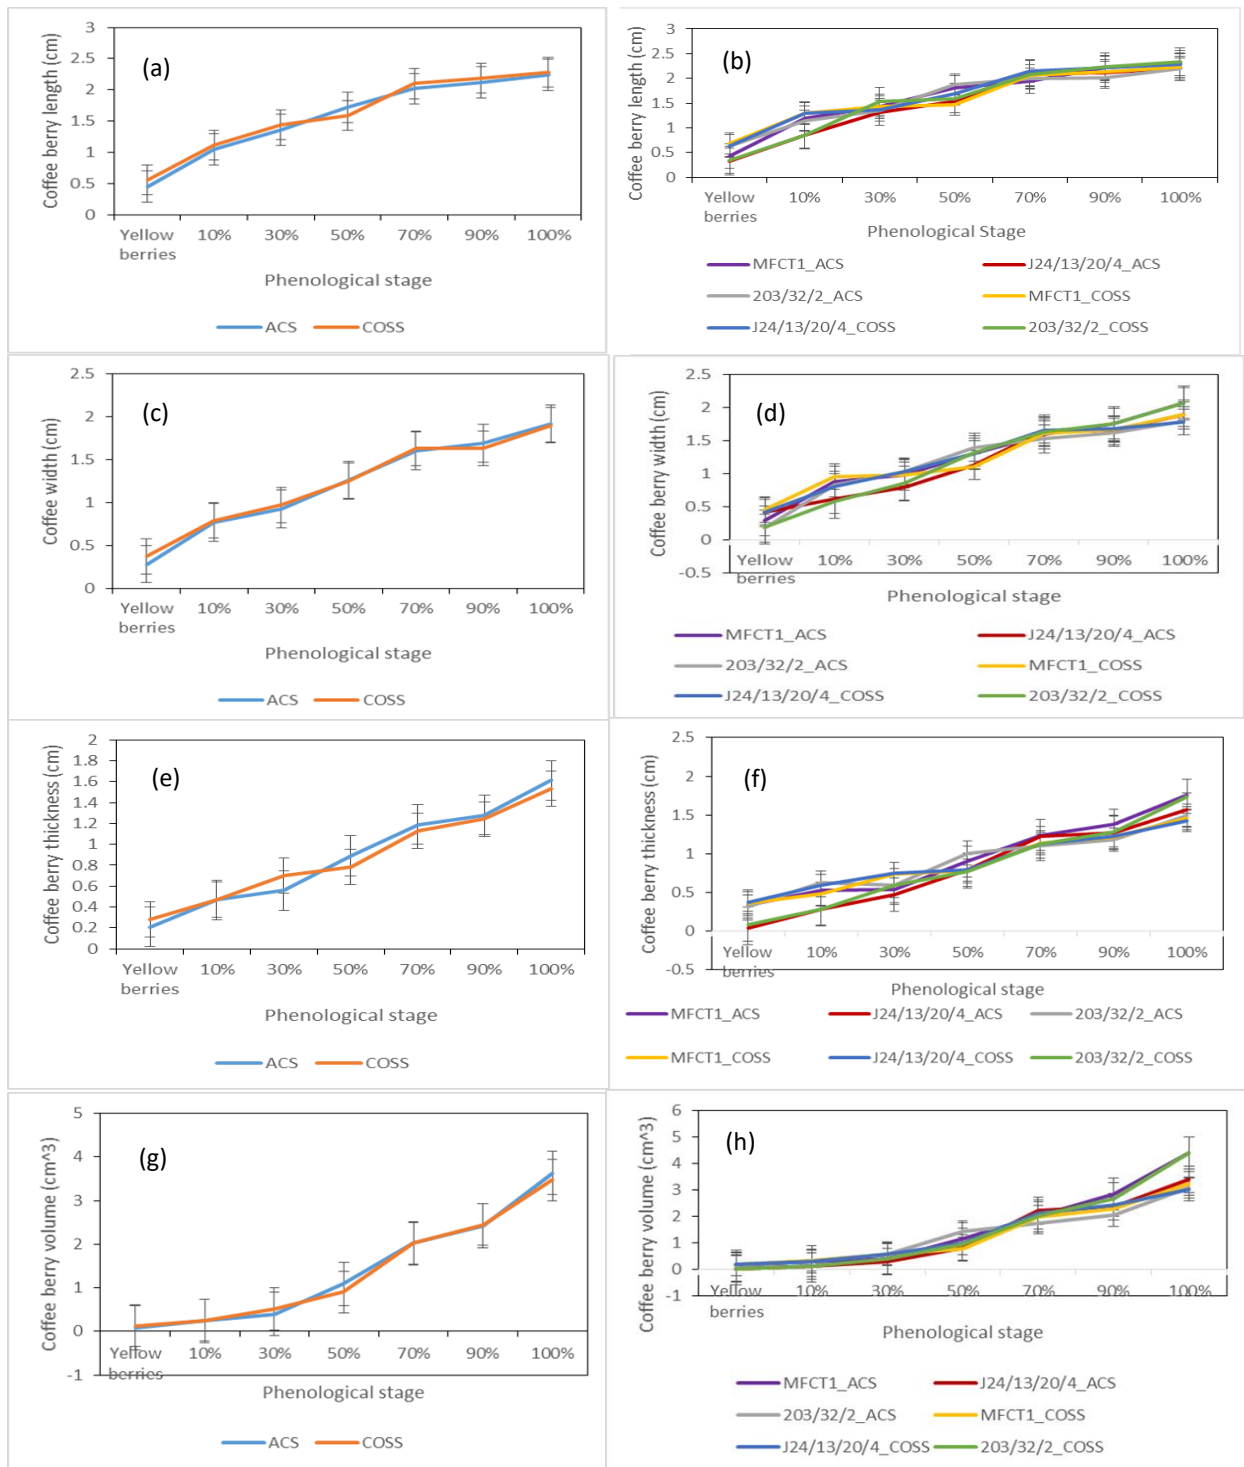 (a)
Coffee berry length (cm)
3
2.5
2
1.5
1
0.5
0
Yellow berries 10% 30% 50% 70% 90% 100%
Phenological stage
ACS COSS
(b)
Coffee berry length (cm)
3
2.5
2
1.5
1
0.5
0
Yellow berries 10% 30% 50% 70% 90% 100%
Phenological Stage
MFCT1_ACS J24/13/20/4_ACS
203/32/2_ACS MFCT1_COSS
J24/13/20/4_COSS 203/32/2_COSS
(c)
Coffee width (cm)
2.5
2
1.5
1
0.5
0
Yellow berries 10% 30% 50% 70% 90% 100%
Phenological stage
ACS COSS
(d)
Coffee berry width (cm)
2.5
2
1.5
1
0.5
0
-0.5
Yellow berries 10% 30% 50% 70% 90% 100%
Phenological stage
MFCT1_ACS J24/13/20/4_ACS
203/32/2_ACS MFCT1_COSS
J24/13/20/4_COSS 203/32/2_COSS
(e)
Coffee berry thickness (cm)
2
1.8
1.6
1.4
1.2
1
0.8
0.6
0.4
0.2
0
Yellow berries 10% 30% 50% 70% 90% 100%
Phenological stage
ACS COSS
(f)
Coffee berry thickness (cm)
2.5
2
1.5
1
0.5
0
-0.5
Yellow berries 10% 30% 50% 70% 90% 100%
Phenological stage
MFCT1_ACS J24/13/20/4_ACS 203/32/2_ACS
MFCT1_COSS J24/13/20/4_COSS 203/32/2_COSS
(g)
Coffee berry volume (cm^3)
5
4
3
2
1
0
-1
Yellow berries 10% 30% 50% 70% 90% 100%
Phenological stage
ACS COSS
(h)
Coffee berry volume (cm^3)
6
5
4
3
2
1
0
-1
Yellow berries 10% 30% 50% 70% 90% 100%
Phenological stage
MFCT1_ACS J24/13/20/4_ACS
203/32/2_ACS MFCT1_COSS
J24/13/20/4_COSS 203/32/2_COSS